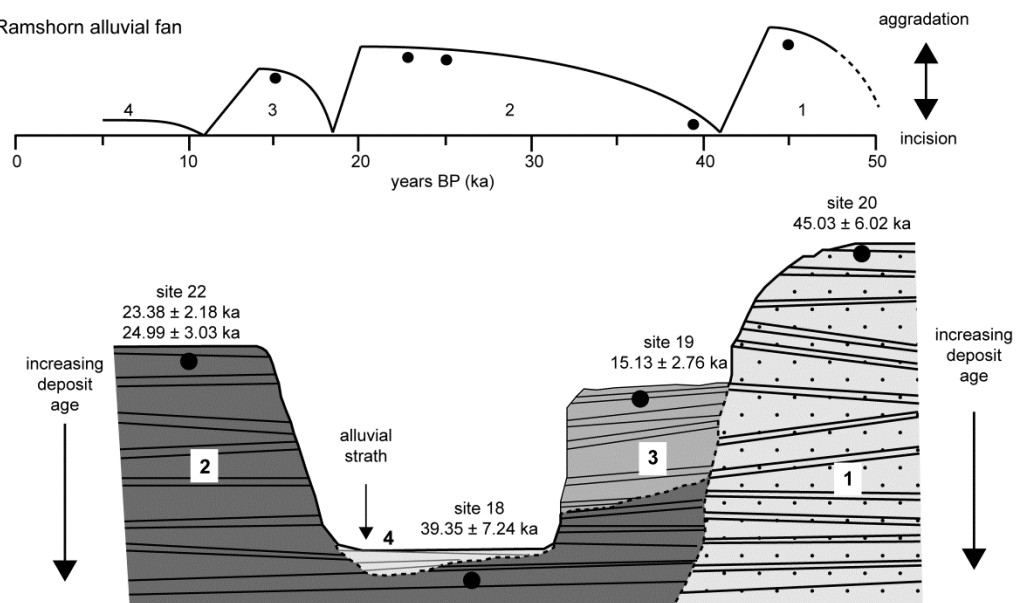 Ramshorn alluvial fan
aggradation
incision
4
3
2
1
0
10
20
30
40
50
years BP (ka)
site 20
45.03 ± 6.02 ka
site 22
23.38 ± 2.18 ka
24.99 ± 3.03 ka
site 19
15.13 ± 2.76 ka
increasing
deposit
age
increasing
deposit
age
alluvial
strath
site 18
39.35 ± 7.24 ka
2
3
1
4